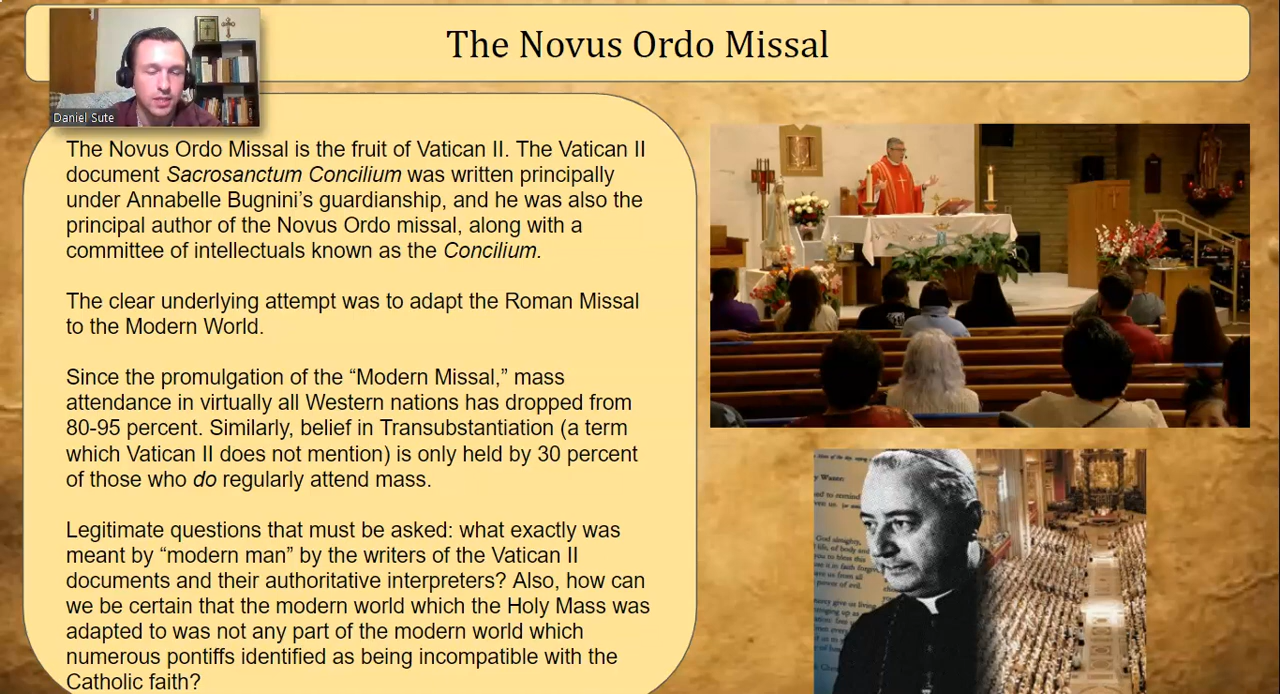 The Novus Ordo Missal
Daniel Sute
The Novus Ordo Missal is the fruit of Vatican II. The Vatican II
document Sacrosanctum Concilium was written principally
under Annabelle Bugnini's guardianship, and he was also the
principal author of the Novus Ordo missal, along with a
committee of intellectuals known as the Concilium.
The clear underlying attempt was to adapt the Roman Missal
to the Modern World.
Since the promulgation of the “Modern Missal,” mass
attendance in virtually all Western nations has dropped from
80-95 percent. Similarly, belief in Transubstantiation (a term
which Vatican II does not mention) is only held by 30 percent
of those who do regularly attend mass.
Legitimate questions that must be asked: what exactly was
meant by “modern man” by the writers of the Vatican II
documents and their authoritative interpreters? Also, how can
we be certain that the modern world which the Holy Mass was
adapted to was not any part of the modern world which
numerous pontiffs identified as being incompatible with the
Catholic faith?
God almighty,
power of evil.